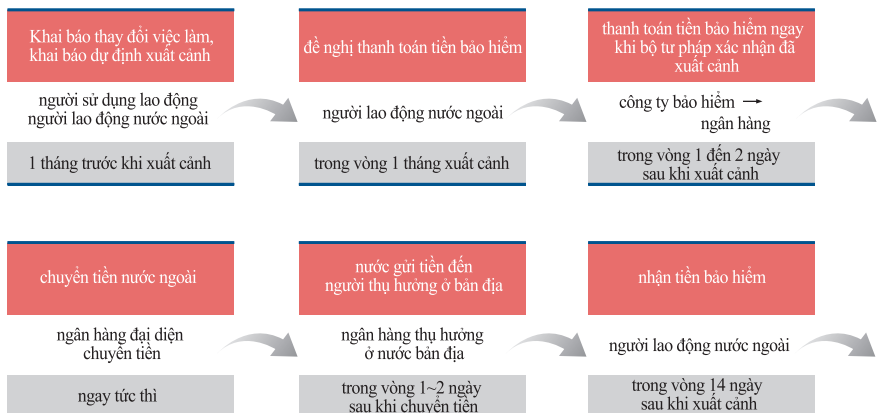 Khai báo thay đổi việc làm,
khai báo dự định xuất cảnh
người sử dụng lao động
người lao động nước ngoài
1 tháng trước khi xuất cảnh
đề nghị thanh toán tiền bảo hiểm
người lao động nước ngoài
trong vòng 1 tháng xuất cảnh
thanh toán tiền bảo hiểm ngay
khi bộ tư pháp xác nhận đã
xuất cảnh
công ty bảo hiểm →
ngân hàng
trong vòng 1 đến 2 ngày
sau khi xuất cảnh
chuyển tiền nước ngoài
ngân hàng đại diện
chuyển tiền
ngay tức thì
nước gửi tiền đến
người thụ hưởng ở bản địa
ngân hàng thụ hưởng
ở nước bản địa
trong vòng 1~2 ngày
sau khi chuyển tiền
nhận tiền bảo hiểm
người lao động nước ngoài
trong vòng 14 ngày
sau khi xuất cảnh